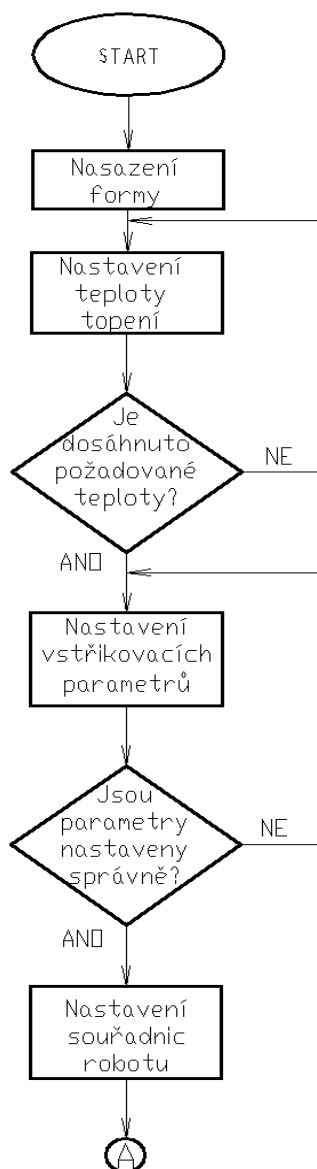 START
Nasazení
formy
Nastavení
teploty
topení
Je
dosáhnuto
požadované
teploty?
NE
ANO
Nastavení
vstřikovacích
parametrů
Jsou
parametry
nastaveny
správně?
NE
ANO
Nastavení
souřadnic
robotu
A